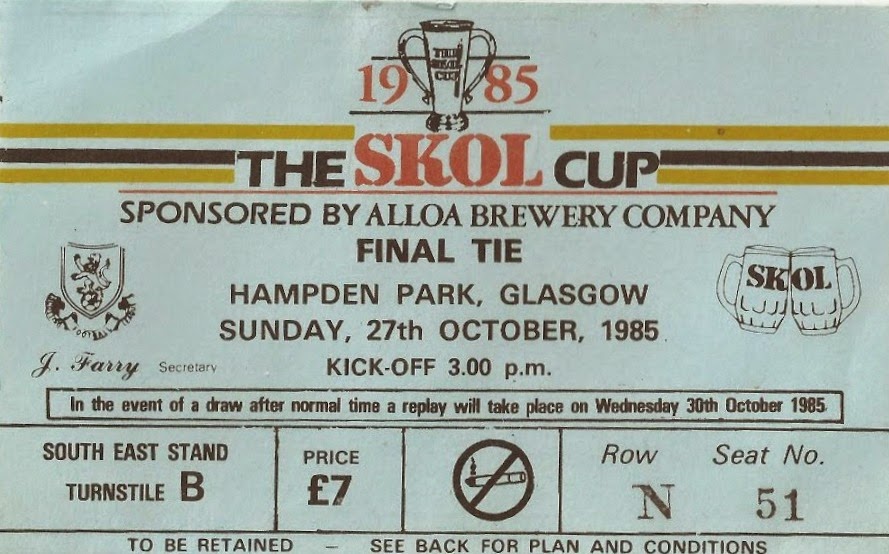 THE SKOL CUP
1985
THE SKOL CUP
SPONSORED BY ALLOA BREWERY COMPANY
FINAL TIE
HAMPDEN PARK, GLASGOW
SUNDAY, 27th OCTOBER, 1985
SKOL
J. Farry Secretary
KICK-OFF 3.00 p.m.
In the event of a draw after normal time a replay will take place on Wednesday 30th October 1985
SOUTH EAST STAND
TURNSTILE B
PRICE
£7
Row Seat No.
N 51
TO BE RETAINED — SEE BACK FOR PLAN AND CONDITIONS